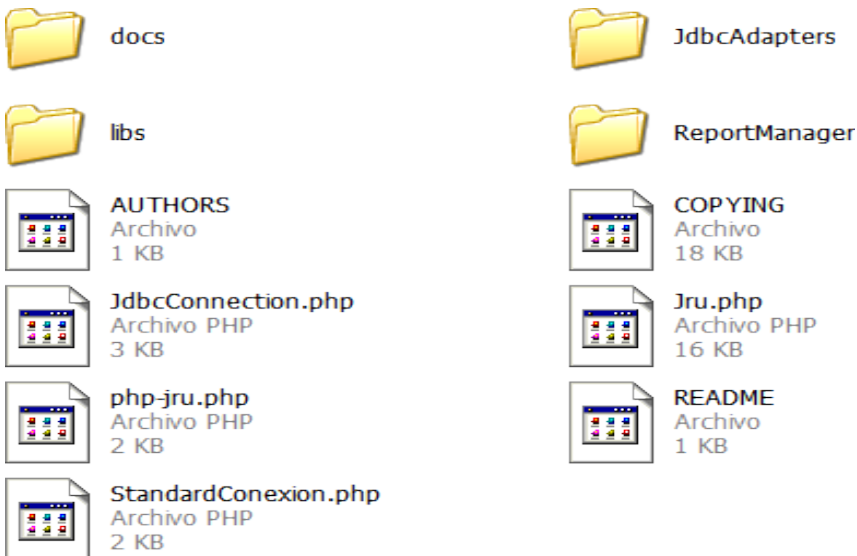 docs
JdbcAdapters
libs
ReportManager
AUTHORS
Archivo
1 KB
COPYING
Archivo
18 KB
JdbcConnection.php
Archivo PHP
3 KB
Jru.php
Archivo PHP
16 KB
php-jru.php
Archivo PHP
2 KB
README
Archivo
1 KB
StandardConexion.php
Archivo PHP
2 KB